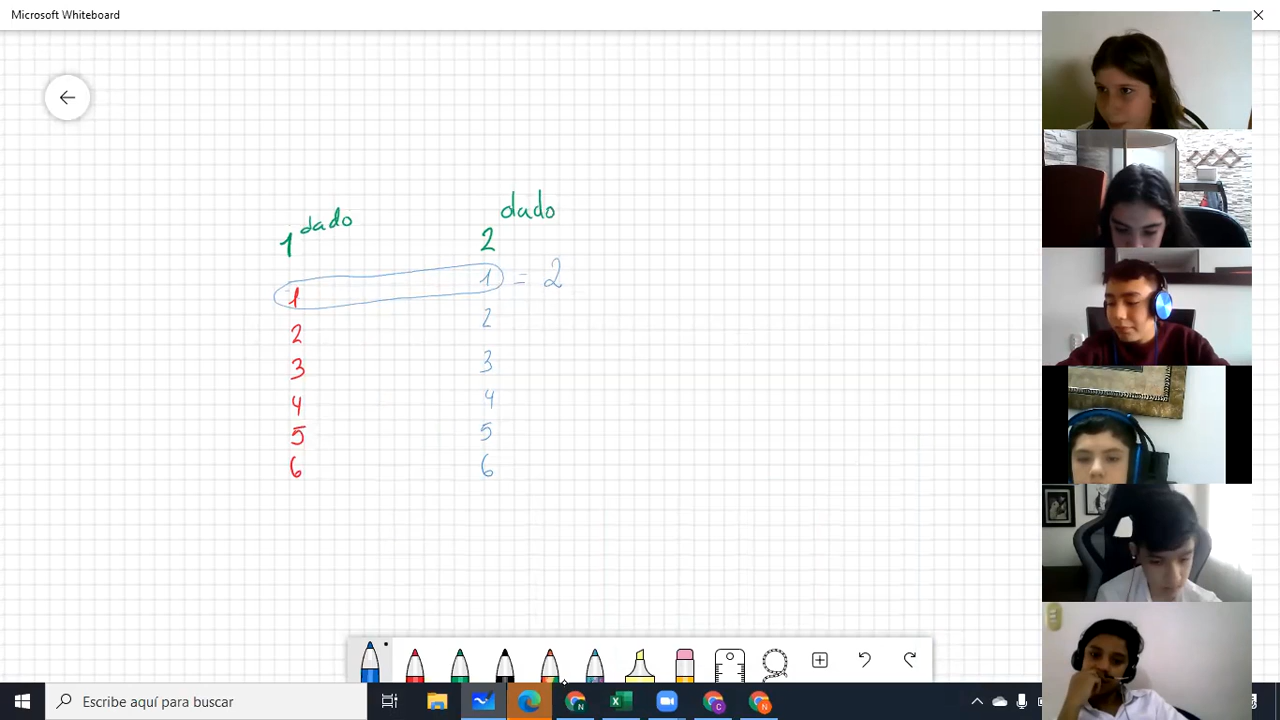 Microsoft Whiteboard
1 dado
2 dado
1 1 = 2
2 2
3 3
4 4
5 5
6 6
Escribe aquí para buscar